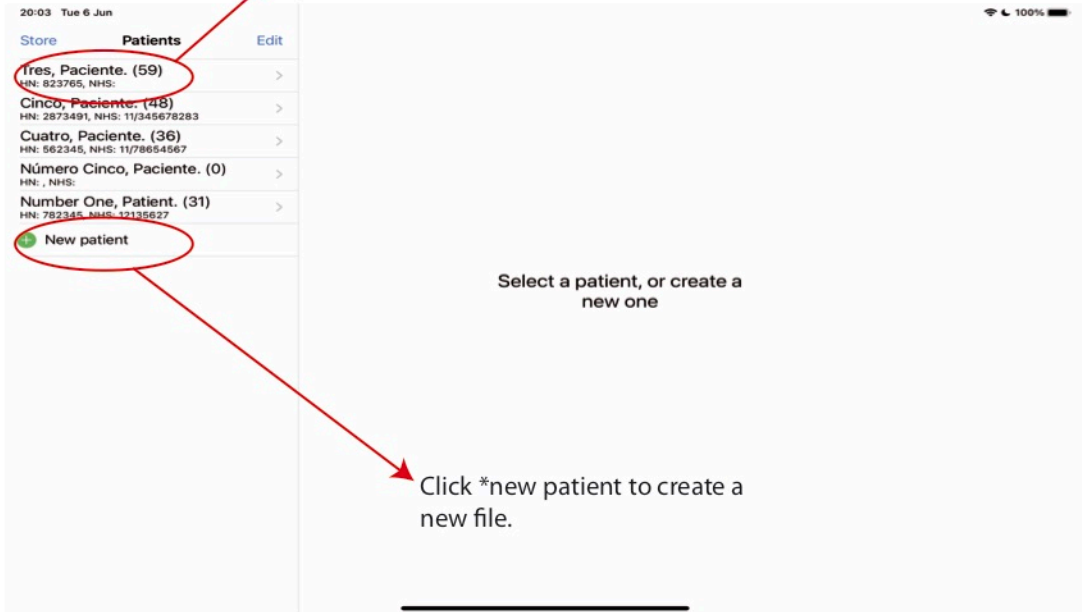 20:03 Tue 6 Jun
100%
Store Patients Edit
Tres, Paciente. (59)
HN: 823765, NHS:
Cinco, Paciente. (48)
HN: 2873491, NHS: 11/345678283
Cuatro, Paciente. (36)
HN: 562345, NHS: 11/78654567
Número Cinco, Paciente. (0)
HN: , NHS:
Number One, Patient. (31)
HN: 782345, NHS: 12135627
New patient
Select a patient, or create a
new one
Click *new patient to create a
new file.